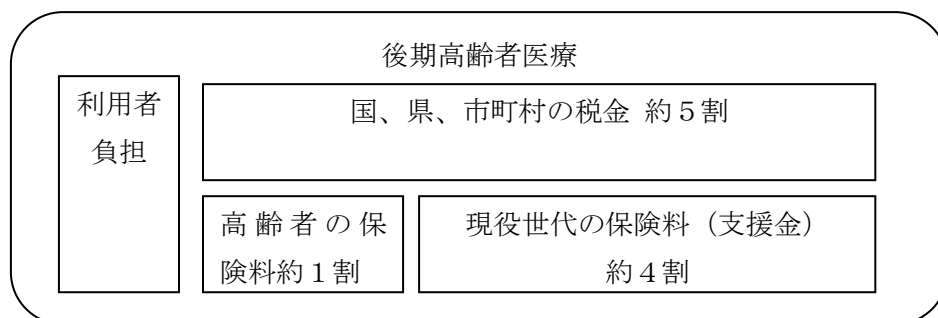 後期高齢者医療
利用者
負担
国、県、市町村の税金 約５割
高齢者の保
険料約１割
現役世代の保険料（支援金）
約４割